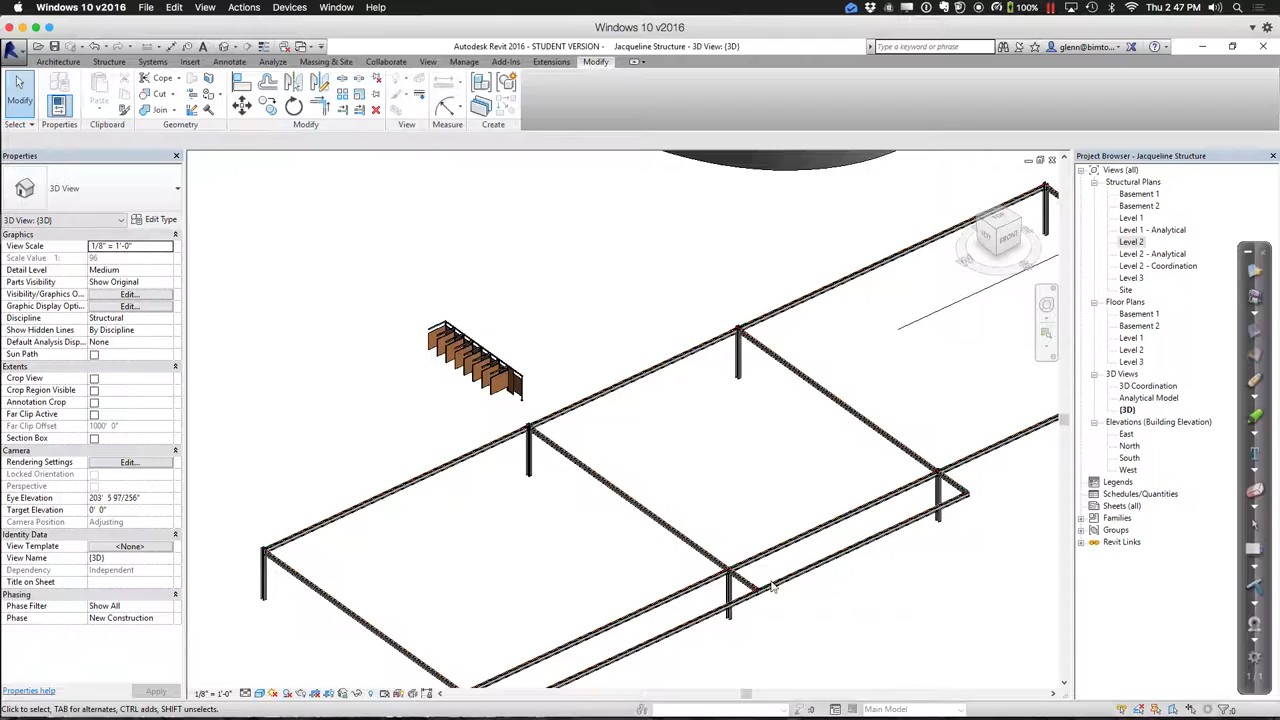 Windows 10 v2016 File Edit View Actions Devices Window Help 100% Thu 2.47 PM
Windows 10 v2016
Autodesk Revit 2016 - STUDENT VERSION - Jacqueline Structure - 3D View: {3D} Type a keyword or phrase glenn@bimto...
Architecture Structure Systems Insert Annotate Analyze Massing & Site Collaborate View Manage Add-Ins Extensions Modify
Cope
Modify Paste Cut
Join
Select Properties Clipboard Geometry Modify View Measure Create
Properties
3D View
3D View: {3D} Edit Type
Graphics
View Scale 1/8" = 1'-0"
Scale Value 1: 96
Detail Level Medium
Parts Visibility Show Original
Visibility/Graphics O... Edit...
Graphic Display Opti... Edit...
Discipline Structural
Show Hidden Lines By Discipline
Default Analysis Disp... None
Sun Path
Extents
Crop View
Crop Region Visible
Annotation Crop
Far Clip Active
Far Clip Offset 1000' 0"
Section Box
Camera
Rendering Settings Edit...
Locked Orientation
Perspective
Eye Elevation 203' 5 97/256"
Target Elevation 0' 0"
Camera Position Adjusting
Identity Data
View Template <None>
View Name {3D}
Dependency Independent
Title on Sheet
Phasing
Phase Filter Show All
Phase New Construction
Properties help Apply
TOP
LEFT FRONT
Project Browser - Jacqueline Structure
Views (all)
Structural Plans
Basement 1
Basement 2
Level 1
Level 1 - Analytical
Level 2
Level 2 - Analytical
Level 2 - Coordination
Level 3
Site
Floor Plans
Basement 1
Basement 2
Level 1
Level 2
Level 3
3D Views
3D Coordination
Analytical Model
{3D}
Elevations (Building Elevation)
East
North
South
West
Legends
Schedules/Quantities
Sheets (all)
Families
Groups
Revit Links
1/1
1/8" = 1'-0"
Click to select, TAB for alternates, CTRL adds, SHIFT unselects. :0 Main Model :0